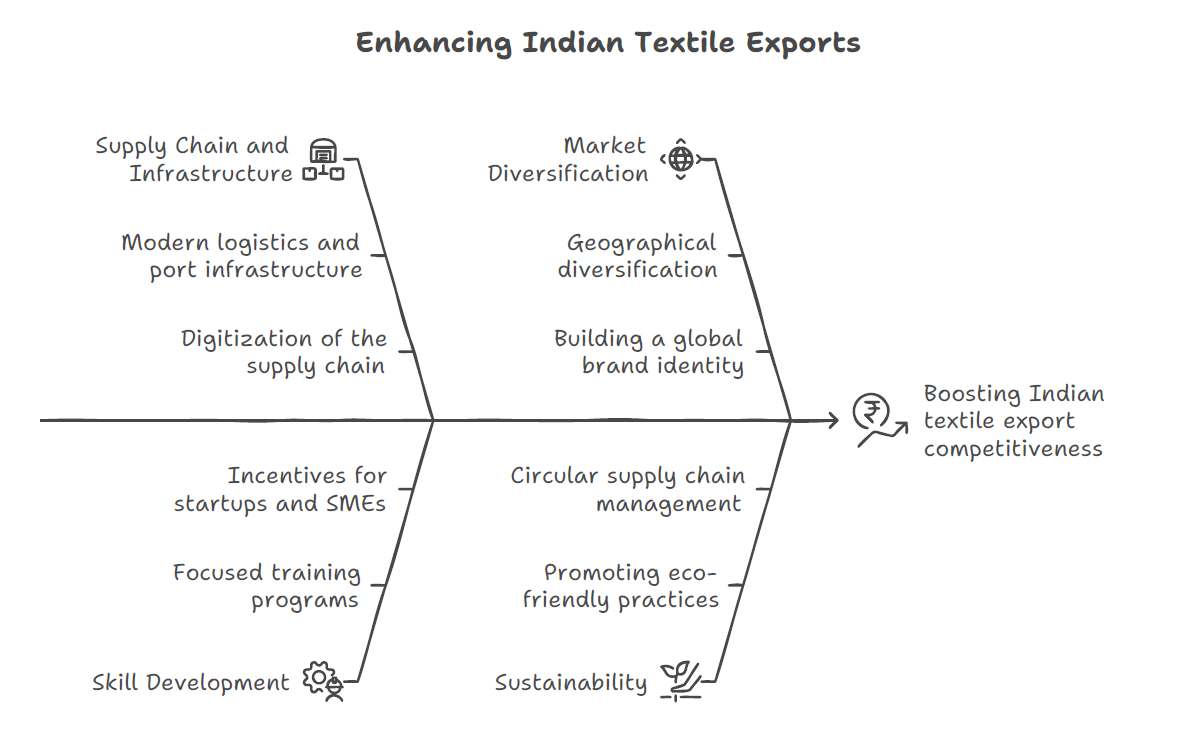 Enhancing Indian Textile Exports
Supply Chain and
Infrastructure
Modern logistics and
port infrastructure
Digitization of the
supply chain
Market
Diversification
Geographical
diversification
Building a global
brand identity
₹
Boosting Indian
textile export
competitiveness
Incentives for
startups and SMEs
Focused training
programs
Skill Development
Circular supply chain
management
Promoting eco-
friendly practices
Sustainability